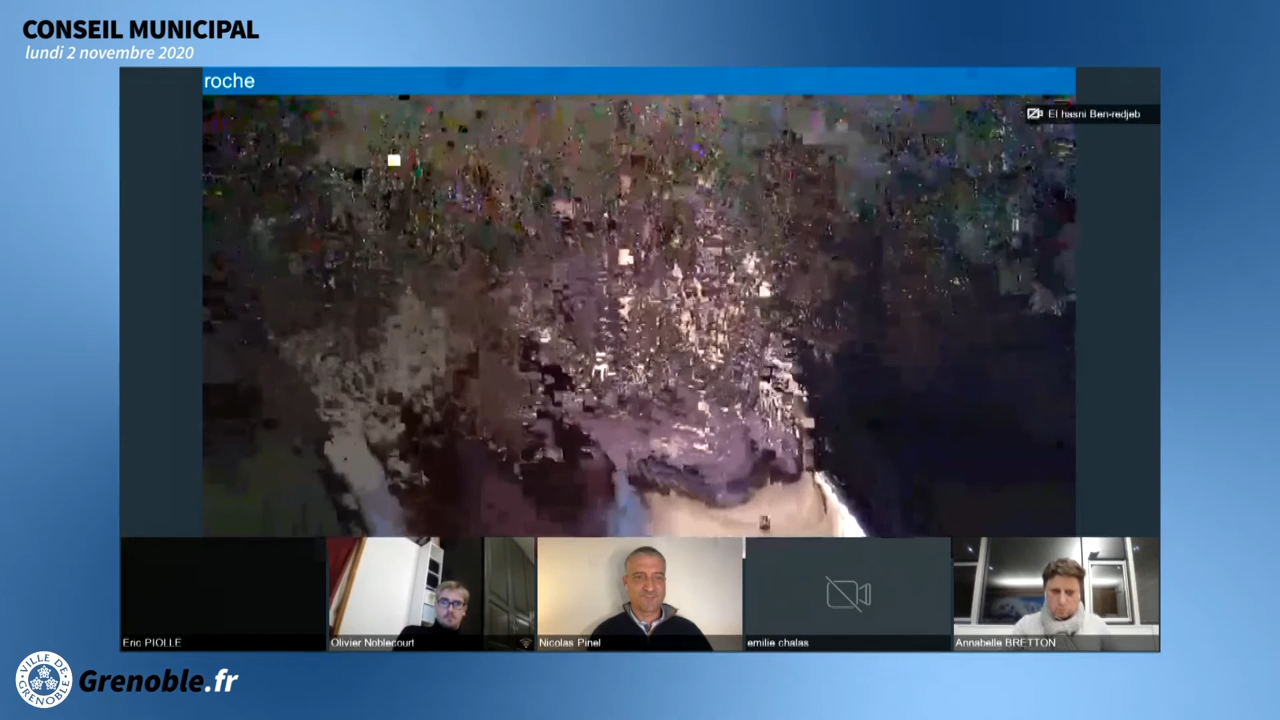 CONSEIL MUNICIPAL
lundi 2 novembre 2020
roche
El hasni Ben-redjeb
Eric PIOLLE
Olivier Noblecourt
Nicolas Pinel
emilie chalas
Annabelle BRETTON
VILLE DE GRENOBLE
Grenoble.fr